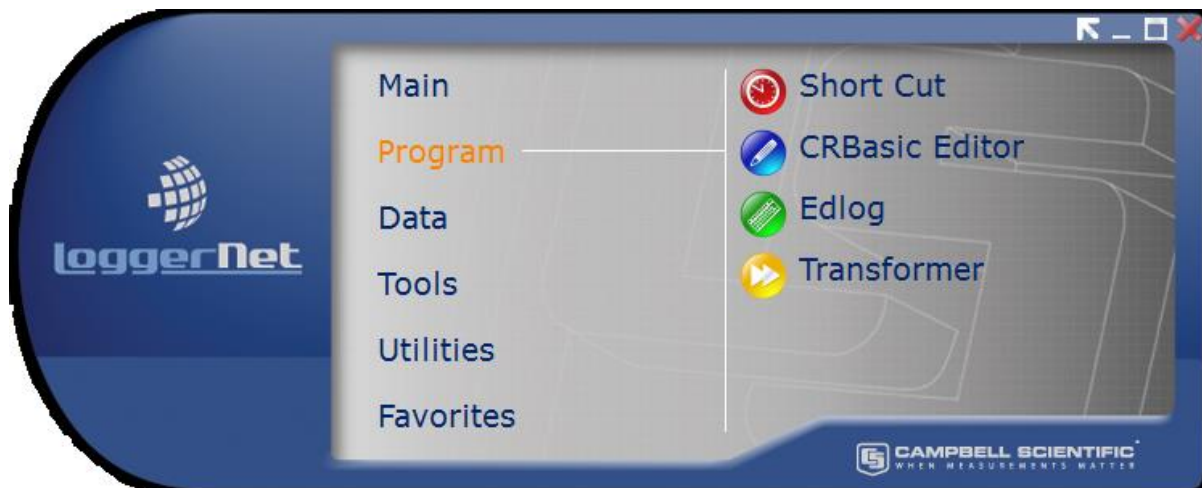 LoggerNet
Main
Program
Data
Tools
Utilities
Favorites
Short Cut
CRBasic Editor
Edlog
Transformer
CAMPBELL SCIENTIFIC
WHEN MEASUREMENTS MATTER